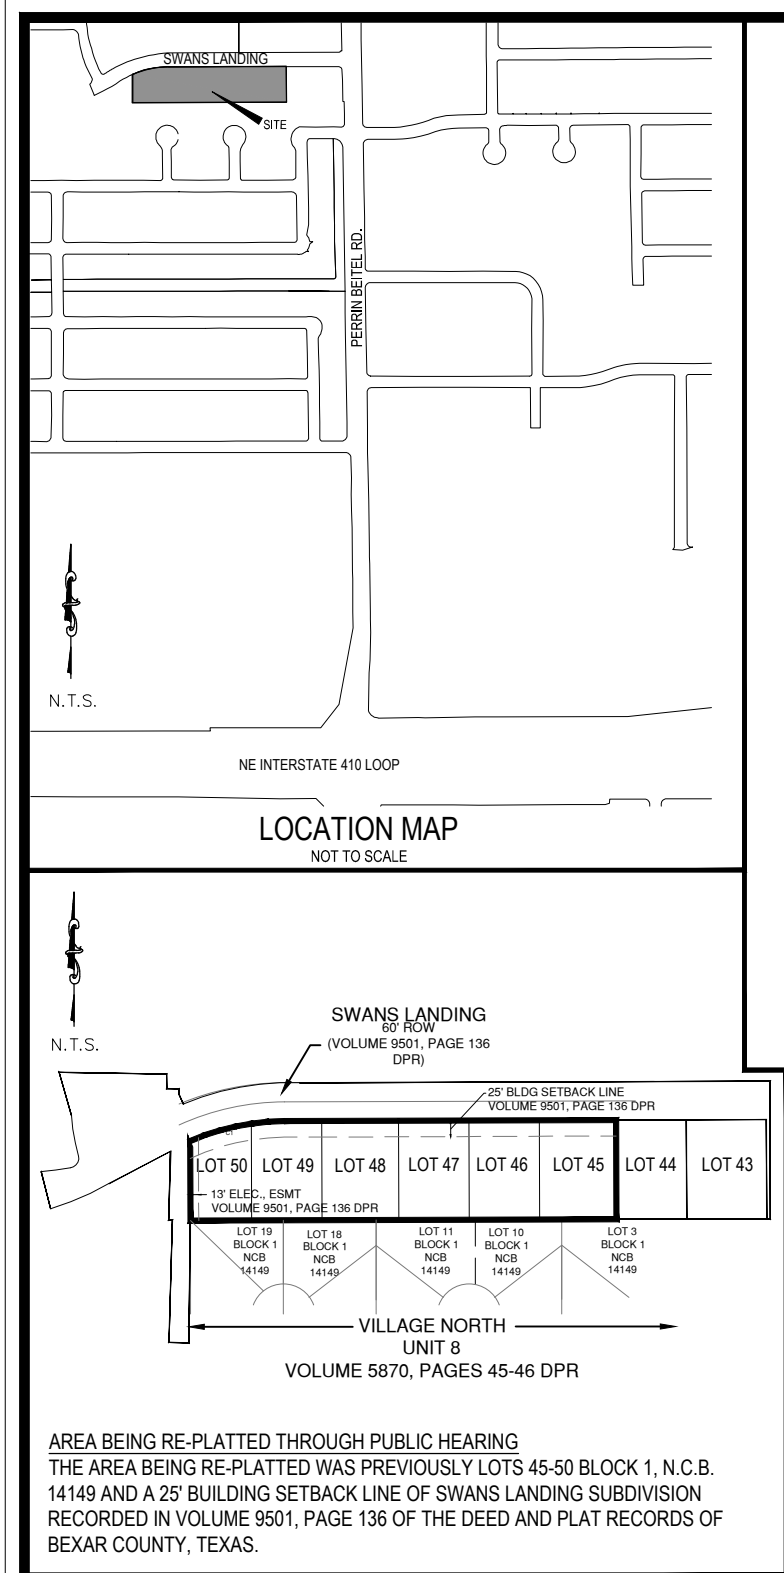 SWANS LANDING
SITE
PERRIN BEITEL RD.
N.T.S.
NE INTERSTATE 410 LOOP
LOCATION MAP
NOT TO SCALE
N.T.S.
SWANS LANDING
60' ROW
(VOLUME 9501, PAGE 136
DPR)
25' BLDG SETBACK LINE
VOLUME 9501, PAGE 136 DPR
LOT 50
LOT 49
LOT 48
LOT 47
LOT 46
LOT 45
LOT 44
LOT 43
13' ELEC., ESMT
VOLUME 9501, PAGE 136 DPR
LOT 19
BLOCK 1
NCB
14149
LOT 18
BLOCK 1
NCB
14149
LOT 11
BLOCK 1
NCB
14149
LOT 10
BLOCK 1
NCB
14149
LOT 3
BLOCK 1
NCB
14149
VILLAGE NORTH
UNIT 8
VOLUME 5870, PAGES 45-46 DPR
AREA BEING RE-PLATTED THROUGH PUBLIC HEARING
THE AREA BEING RE-PLATTED WAS PREVIOUSLY LOTS 45-50 BLOCK 1, N.C.B.
14149 AND A 25' BUILDING SETBACK LINE OF SWANS LANDING SUBDIVISION
RECORDED IN VOLUME 9501, PAGE 136 OF THE DEED AND PLAT RECORDS OF
BEXAR COUNTY, TEXAS.